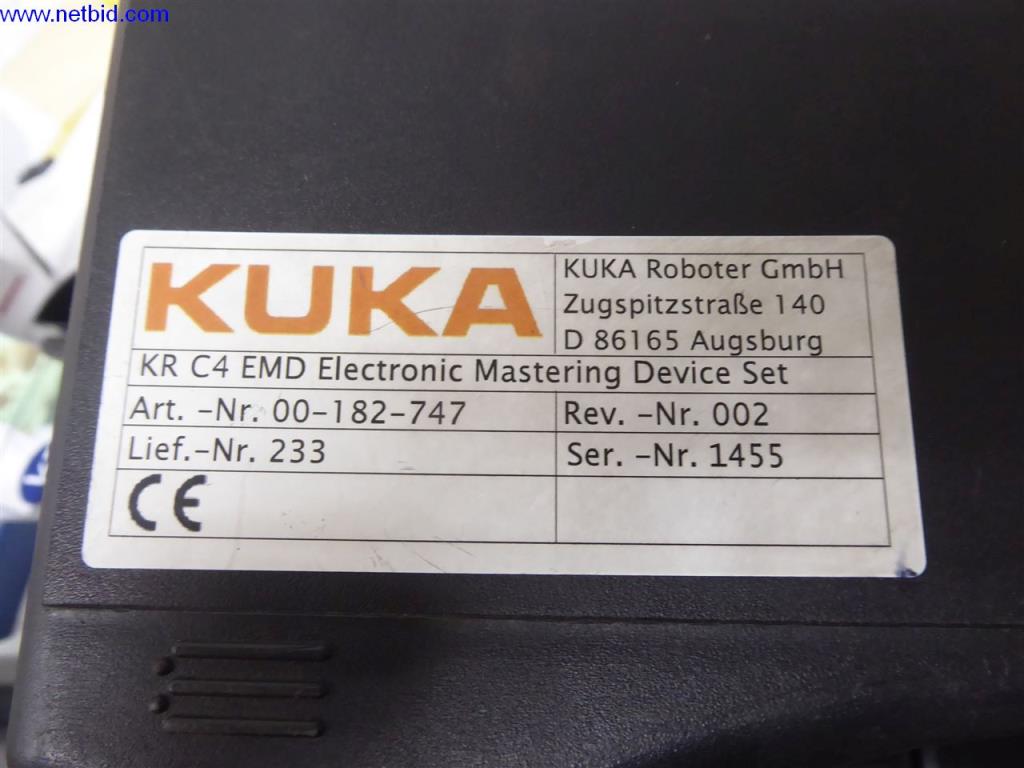 www.netbid.com
KUKA
KUKA Roboter GmbH
Zugspitzstraße 140
D 86165 Augsburg
KR C4 EMD Electronic Mastering Device Set
Art. -Nr. 00-182-747
Rev. -Nr. 002
Lief.-Nr. 233
Ser. -Nr. 1455
CE